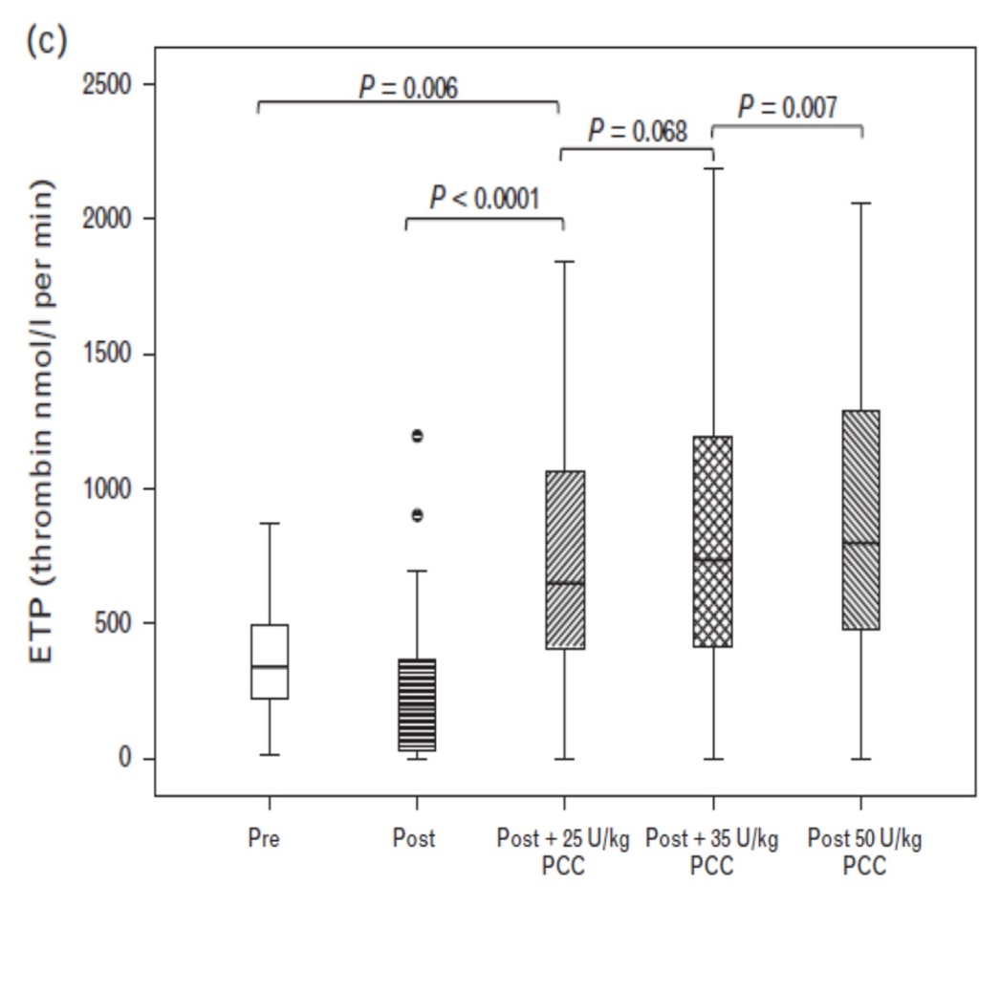 (c)
ETP (thrombin nmol/l per min)
2500
2000
1500
1000
500
0
P = 0.006
P = 0.007
P = 0.068
P < 0.0001
Pre
Post
Post + 25 U/kg
PCC
Post + 35 U/kg
PCC
Post 50 U/kg
PCC